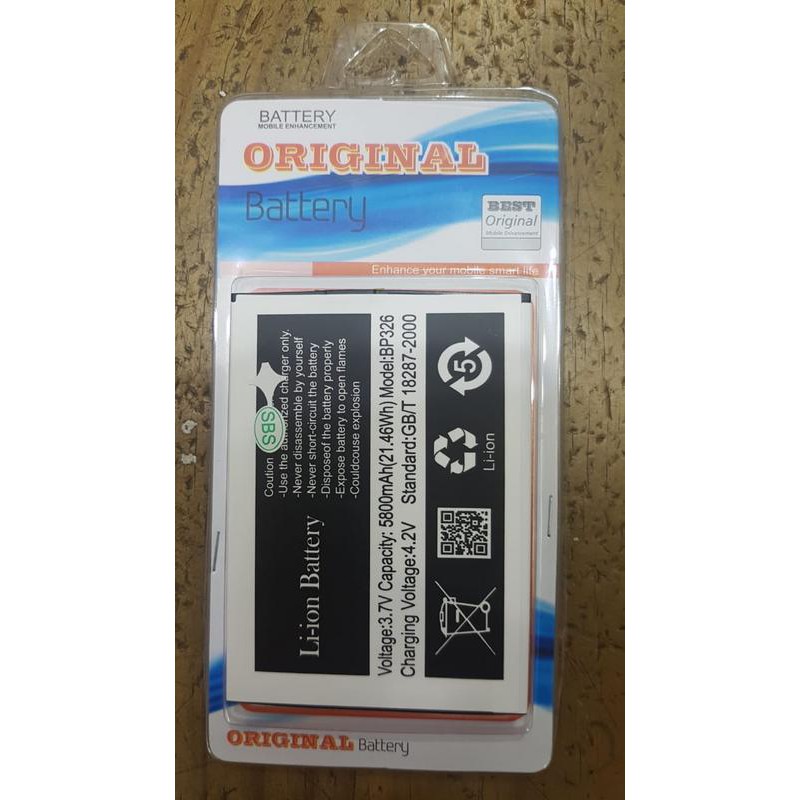 BATTERY
MOBILE ENHANCEMENT
ORIGINAL
Battery
BEST
Original
Mobile Enhancement
Enhance your mobile smart life
Li-ion Battery
Caution
-Use the authorized charger only.
-Never disassemble by yourself
-Never short-circuit the battery
-Disposeof the battery properly
-Expose battery to open flames
-Couldcouse explosion
SBS
Voltage:3.7V Capacity: 5800mAh(21.46Wh) Model:BP326
Charging Voltage:4.2V Standard:GB/T 18287-2000
Li-ion
5
ORIGINAL Battery